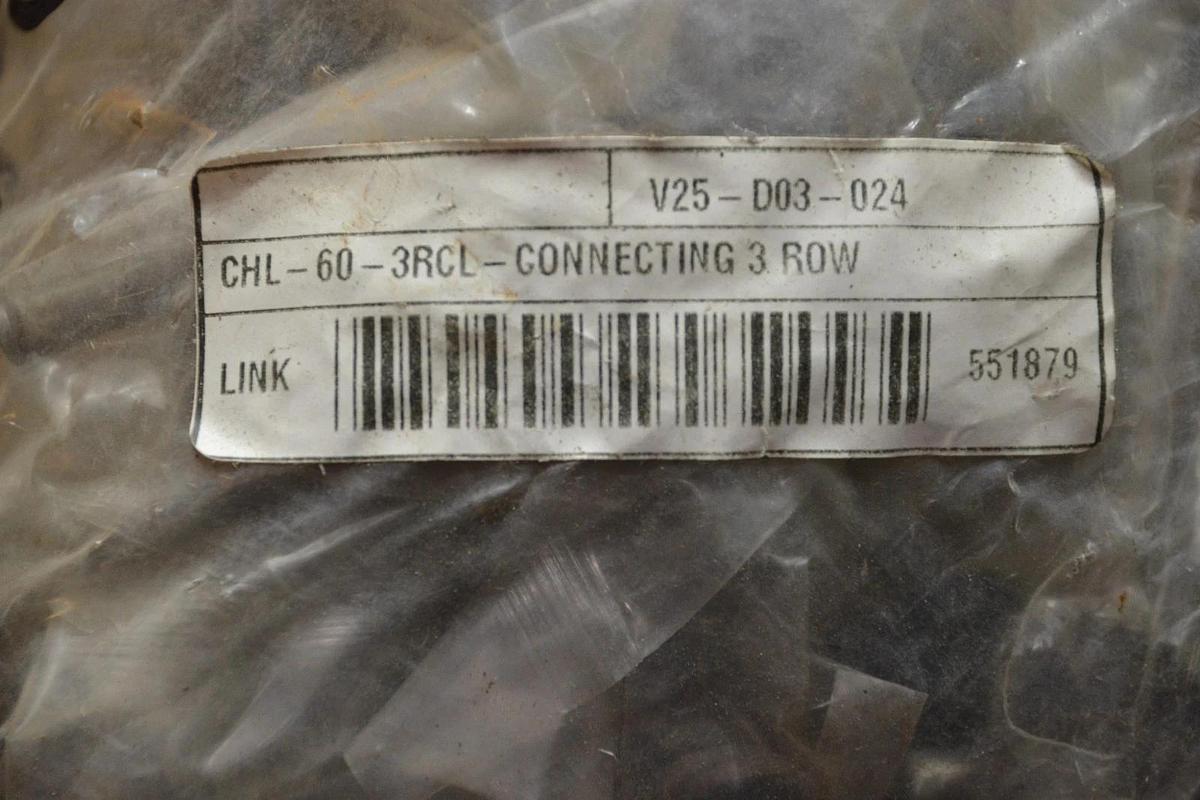 V25-D03-024
CHL-60-3RCL-CONNECTING 3 ROW
LINK 551879